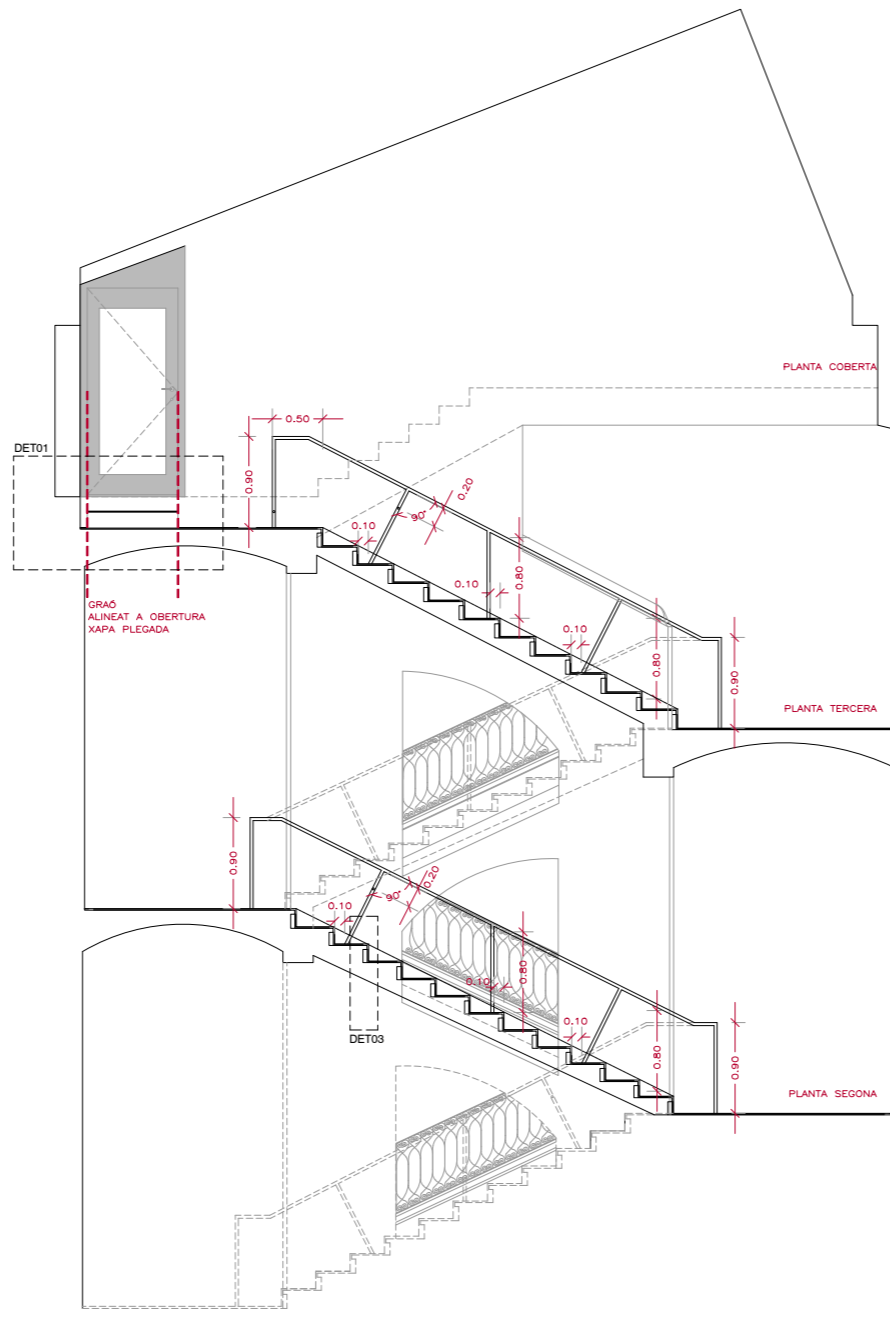 PLANTA COBERTA
0.50
DET01
0.90
0.20
90°
0.10
0.10
0.80
0.10
GRAÓ
ALINEAT A OBERTURA
XAPA PLEGADA
0.80
0.90
PLANTA TERCERA
0.90
0.20
90°
0.10
0.80
0.10
0.10
DET03
0.80
0.90
PLANTA SEGONA